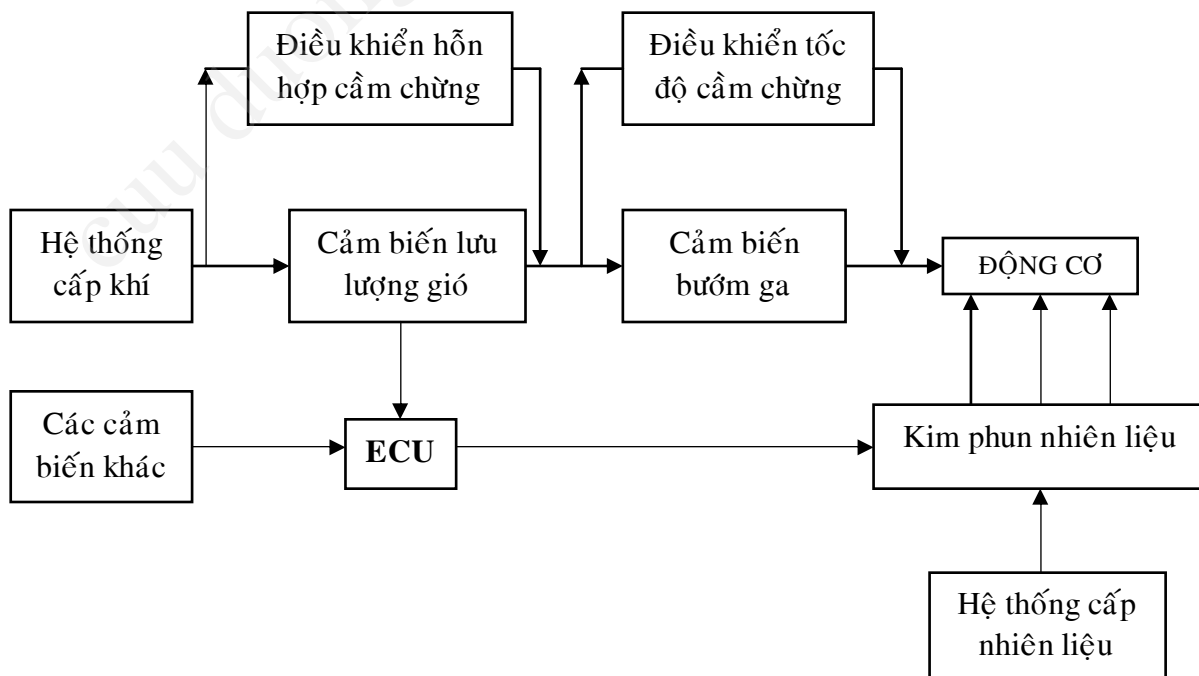 Điều khiển hỗn
hợp cầm chừng
Điều khiển tốc
độ cầm chừng
Hệ thống
cấp khí
Cảm biến lưu
lượng gió
Cảm biến
bướm ga
ĐỘNG CƠ
Các cảm
biến khác
ECU
Kim phun nhiên liệu
Hệ thống cấp
nhiên liệu
cuu duong